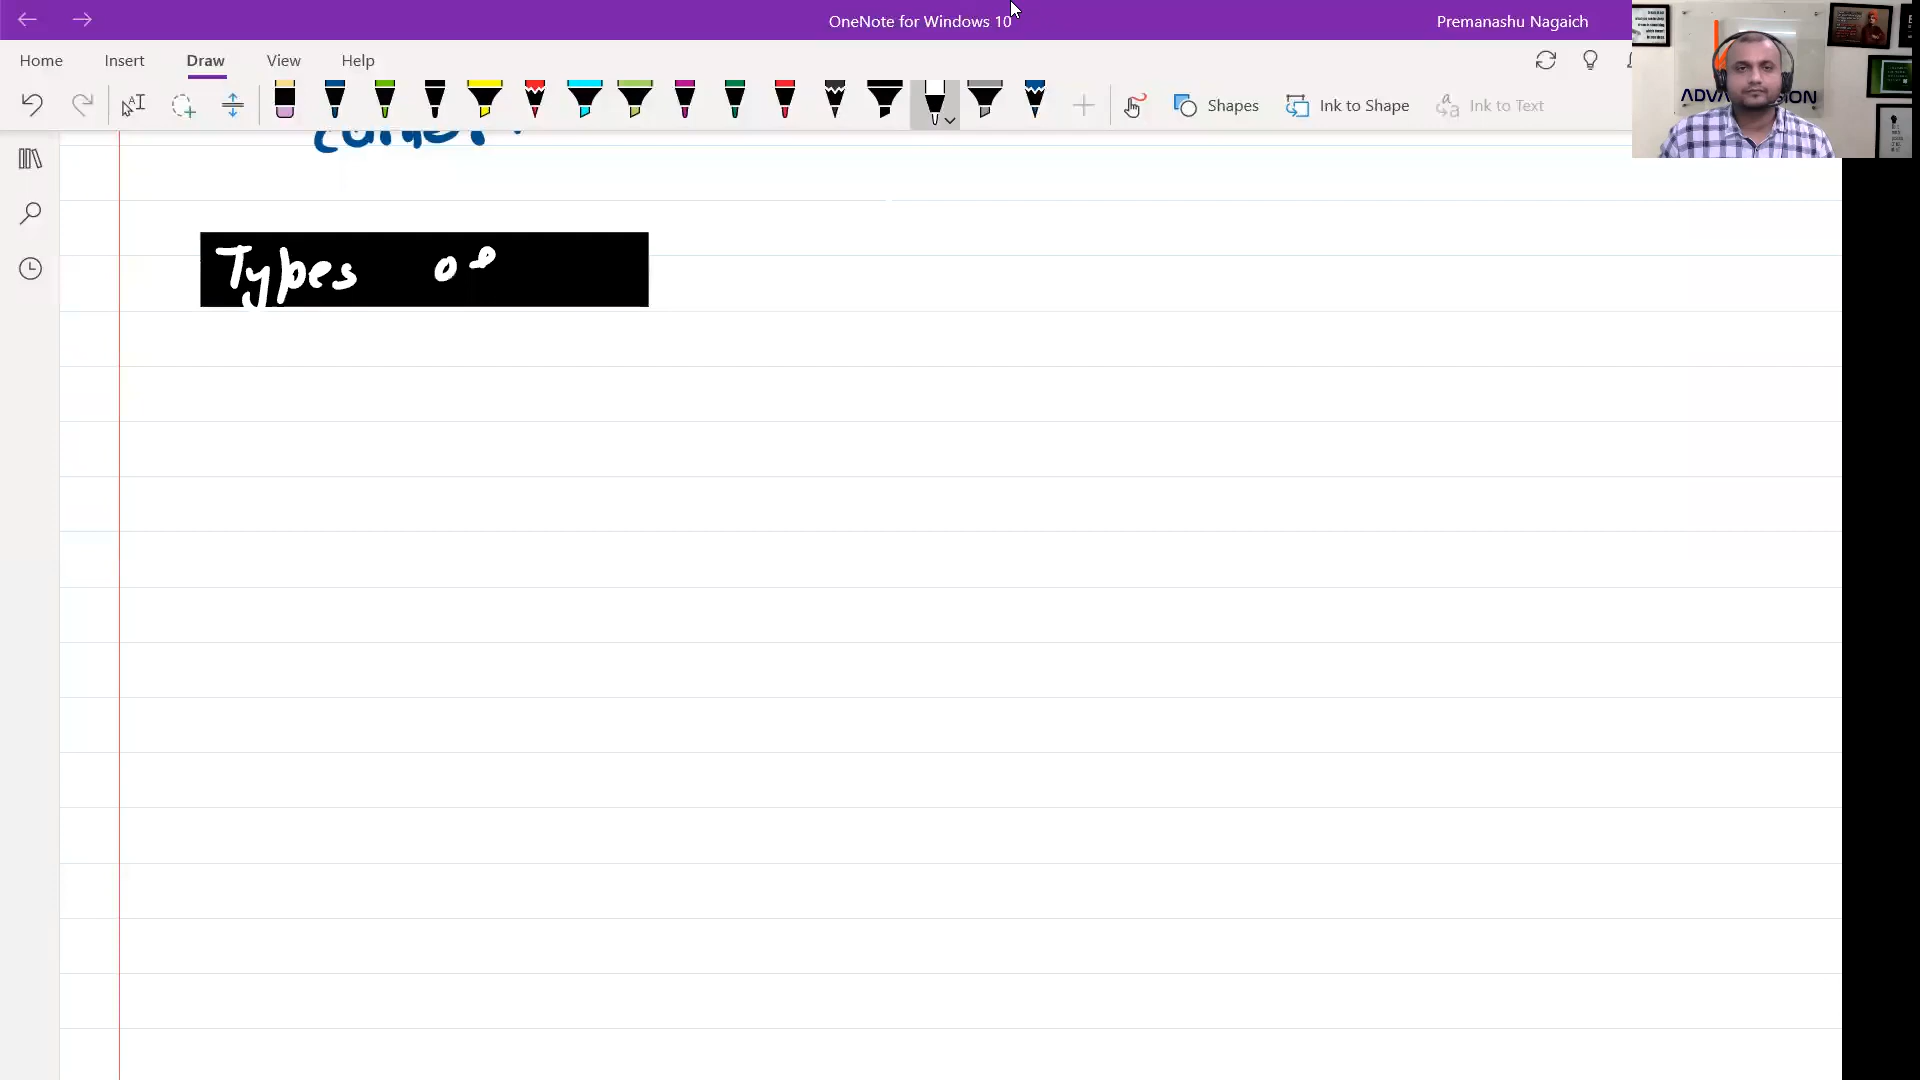 OneNote for Windows 10
Premanashu Nagaich
Home Insert Draw View Help
Shapes Ink to Shape Ink to Text
Types of